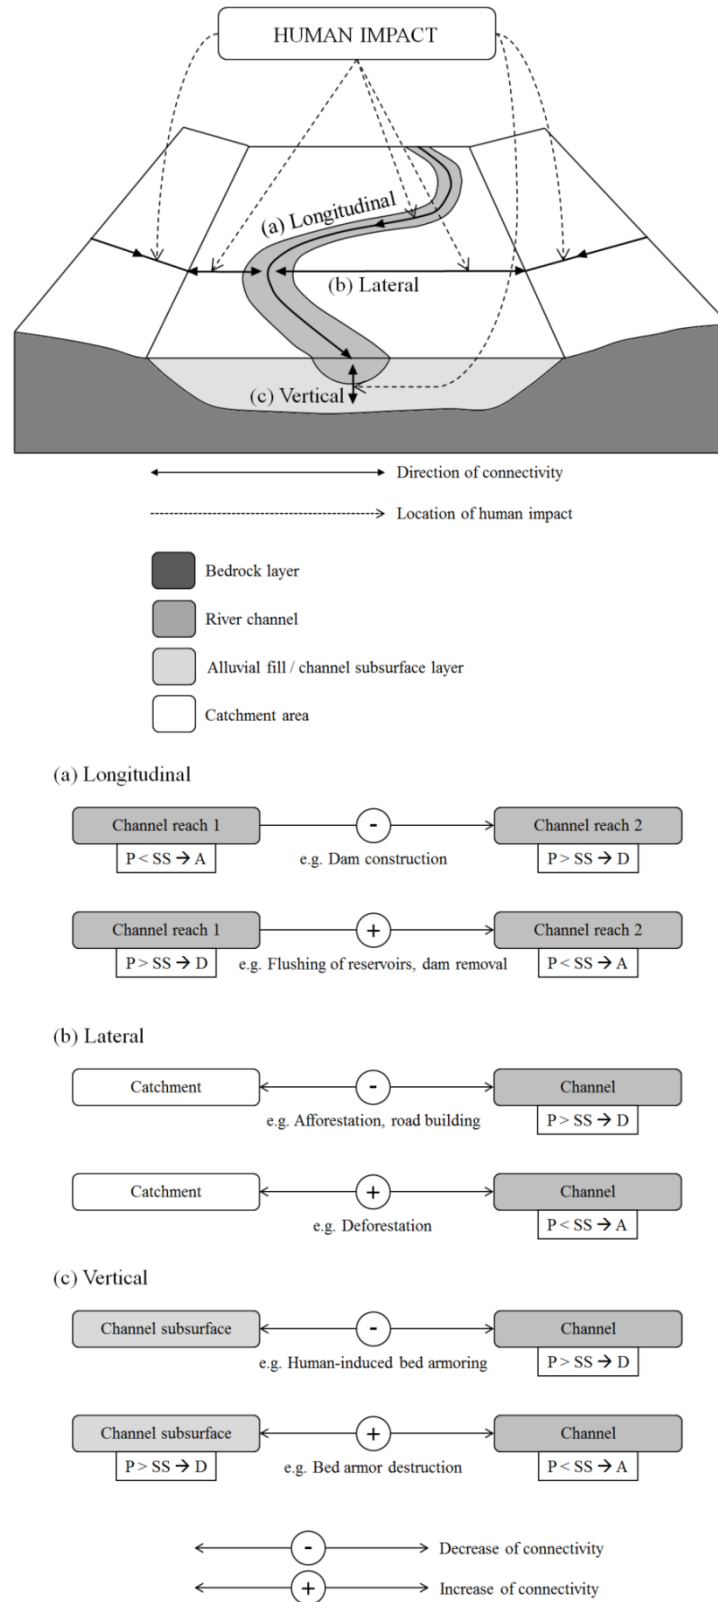 HUMAN IMPACT
(a) Longitudinal
(b) Lateral
(c) Vertical
Direction of connectivity
Location of human impact
Bedrock layer
River channel
Alluvial fill / channel subsurface layer
Catchment area
(a) Longitudinal
Channel reach 1 - Channel reach 2
P < SS → A e.g. Dam construction P > SS → D
Channel reach 1 + Channel reach 2
P > SS → D e.g. Flushing of reservoirs, dam removal P < SS → A
(b) Lateral
Catchment - Channel
e.g. Afforestation, road building P > SS → D
Catchment + Channel
e.g. Deforestation P < SS → A
(c) Vertical
Channel subsurface - Channel
e.g. Human-induced bed armoring P > SS → D
Channel subsurface + Channel
P > SS → D e.g. Bed armor destruction P < SS → A
- Decrease of connectivity
+ Increase of connectivity